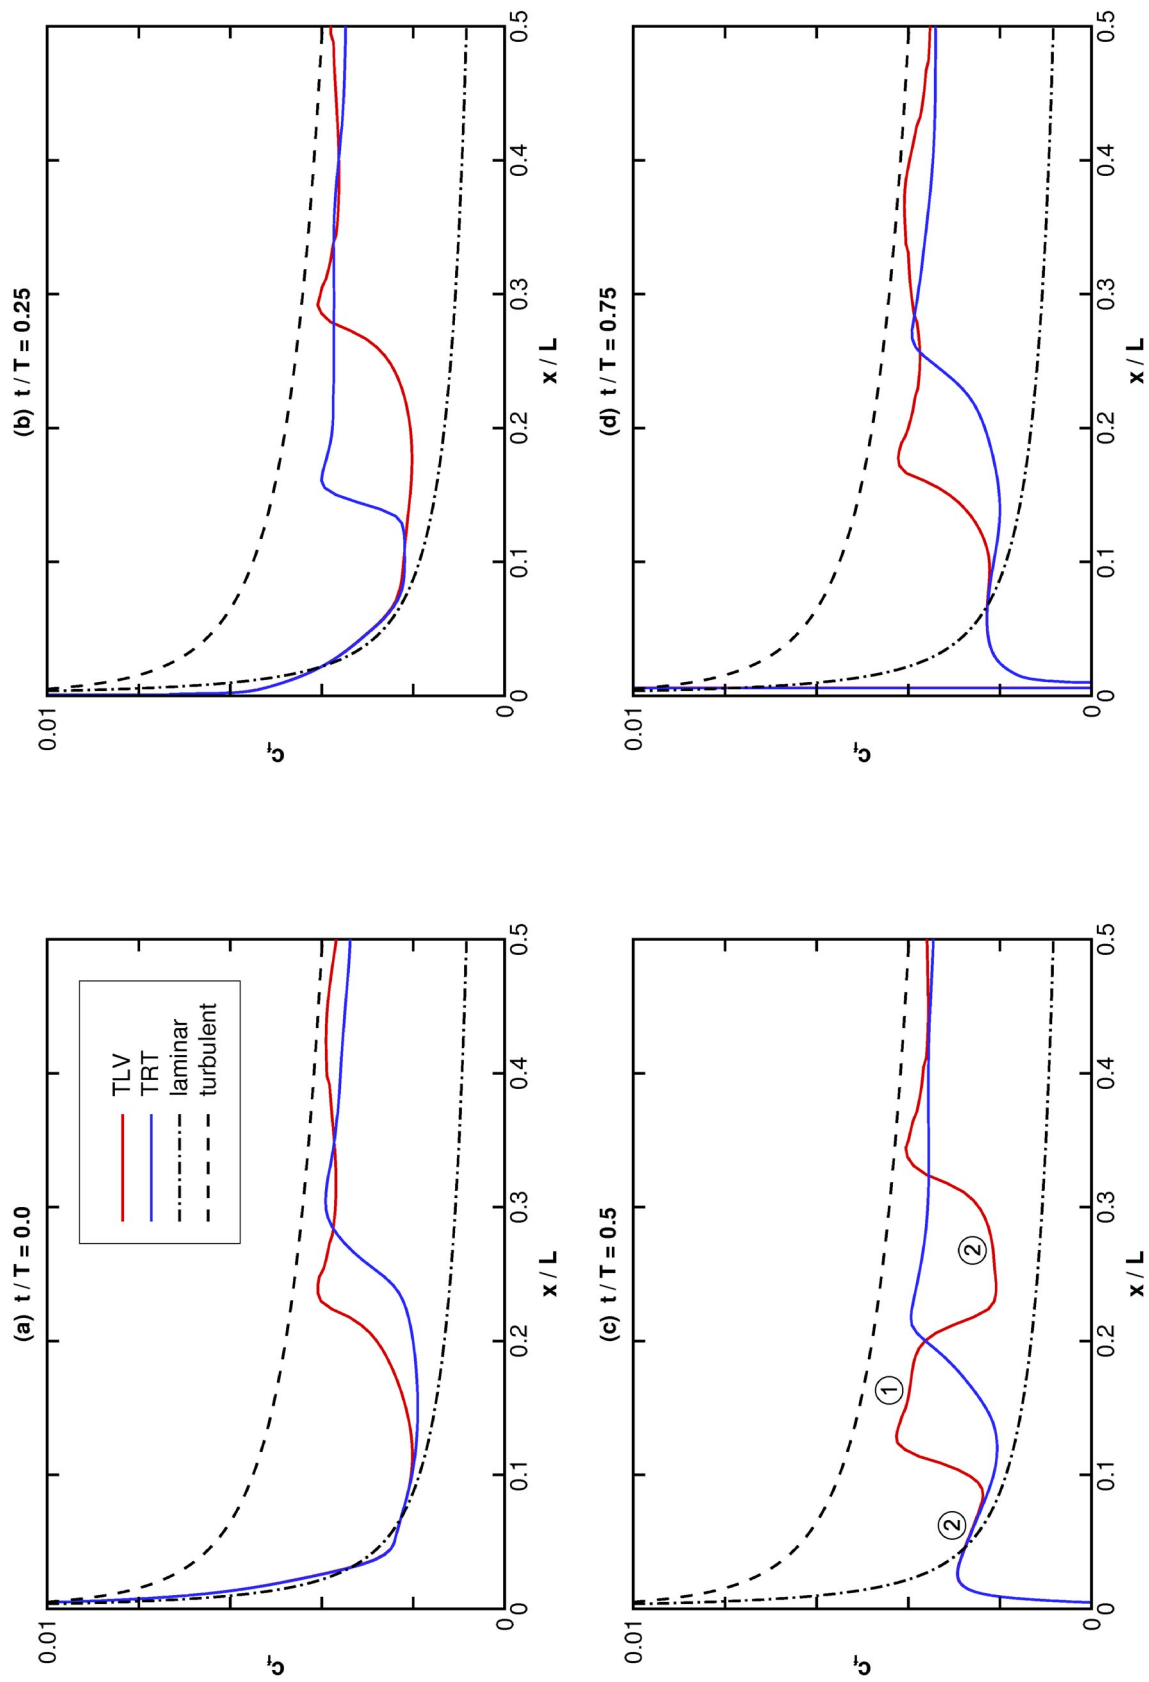 (a) t / T = 0.0
0.01
c_f
0
TLV
TRT
laminar
turbulent
0 0.1 0.2 0.3 0.4 0.5
x / L
(b) t / T = 0.25
0.01
c_f
0
0 0.1 0.2 0.3 0.4 0.5
x / L
(c) t / T = 0.5
0.01
c_f
0
②
①
②
0 0.1 0.2 0.3 0.4 0.5
x / L
(d) t / T = 0.75
0.01
c_f
0
0 0.1 0.2 0.3 0.4 0.5
x / L